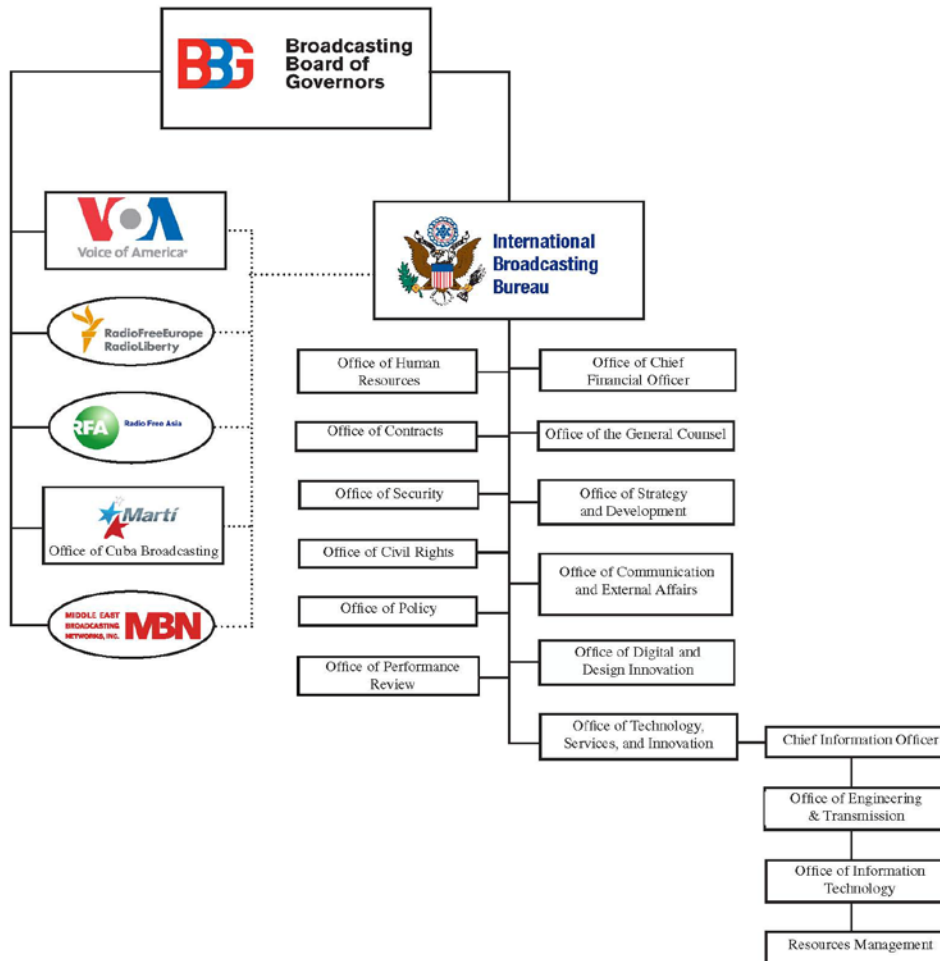 BBG
Broadcasting
Board of
Governors
VOA
Voice of America®
RadioFreeEurope
RadioLiberty
RFA
Radio Free Asia
Martí
Office of Cuba Broadcasting
MIDDLE EAST
BROADCASTING
NETWORKS, INC.
MBN
International
Broadcasting
Bureau
Office of Human
Resources
Office of Chief
Financial Officer
Office of Contracts
Office of the General Counsel
Office of Security
Office of Strategy
and Development
Office of Civil Rights
Office of Communication
and External Affairs
Office of Policy
Office of Digital and
Design Innovation
Office of Performance
Review
Office of Technology,
Services, and Innovation
Chief Information Officer
Office of Engineering
& Transmission
Office of Information
Technology
Resources Management